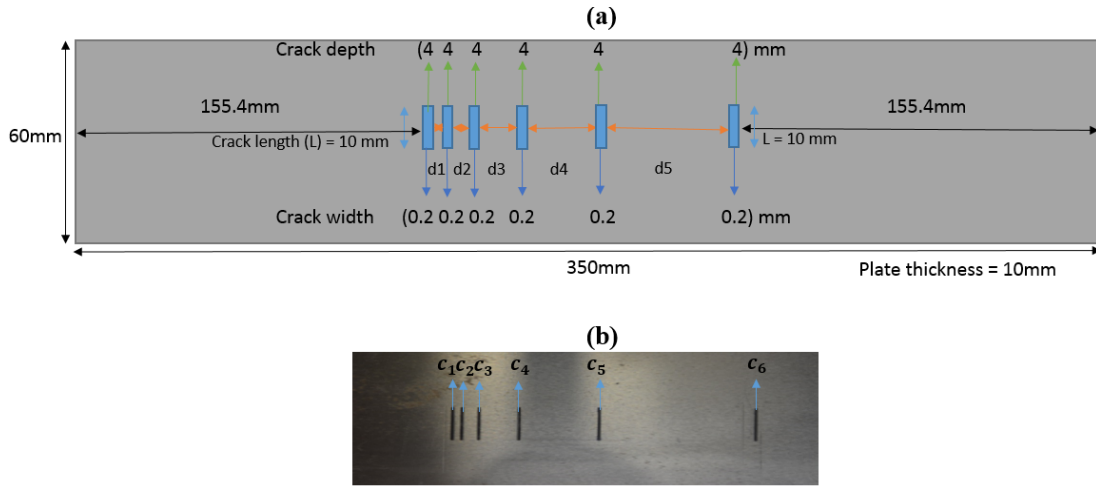 (a)
Crack depth (4 4 4 4 4 4) mm
155.4mm 155.4mm
60mm
Crack length (L) = 10 mm L = 10 mm
d1 d2 d3 d4 d5
Crack width (0.2 0.2 0.2 0.2 0.2 0.2) mm
350mm Plate thickness = 10mm
(b)
c₁ c₂ c₃ c₄ c₅ c₆